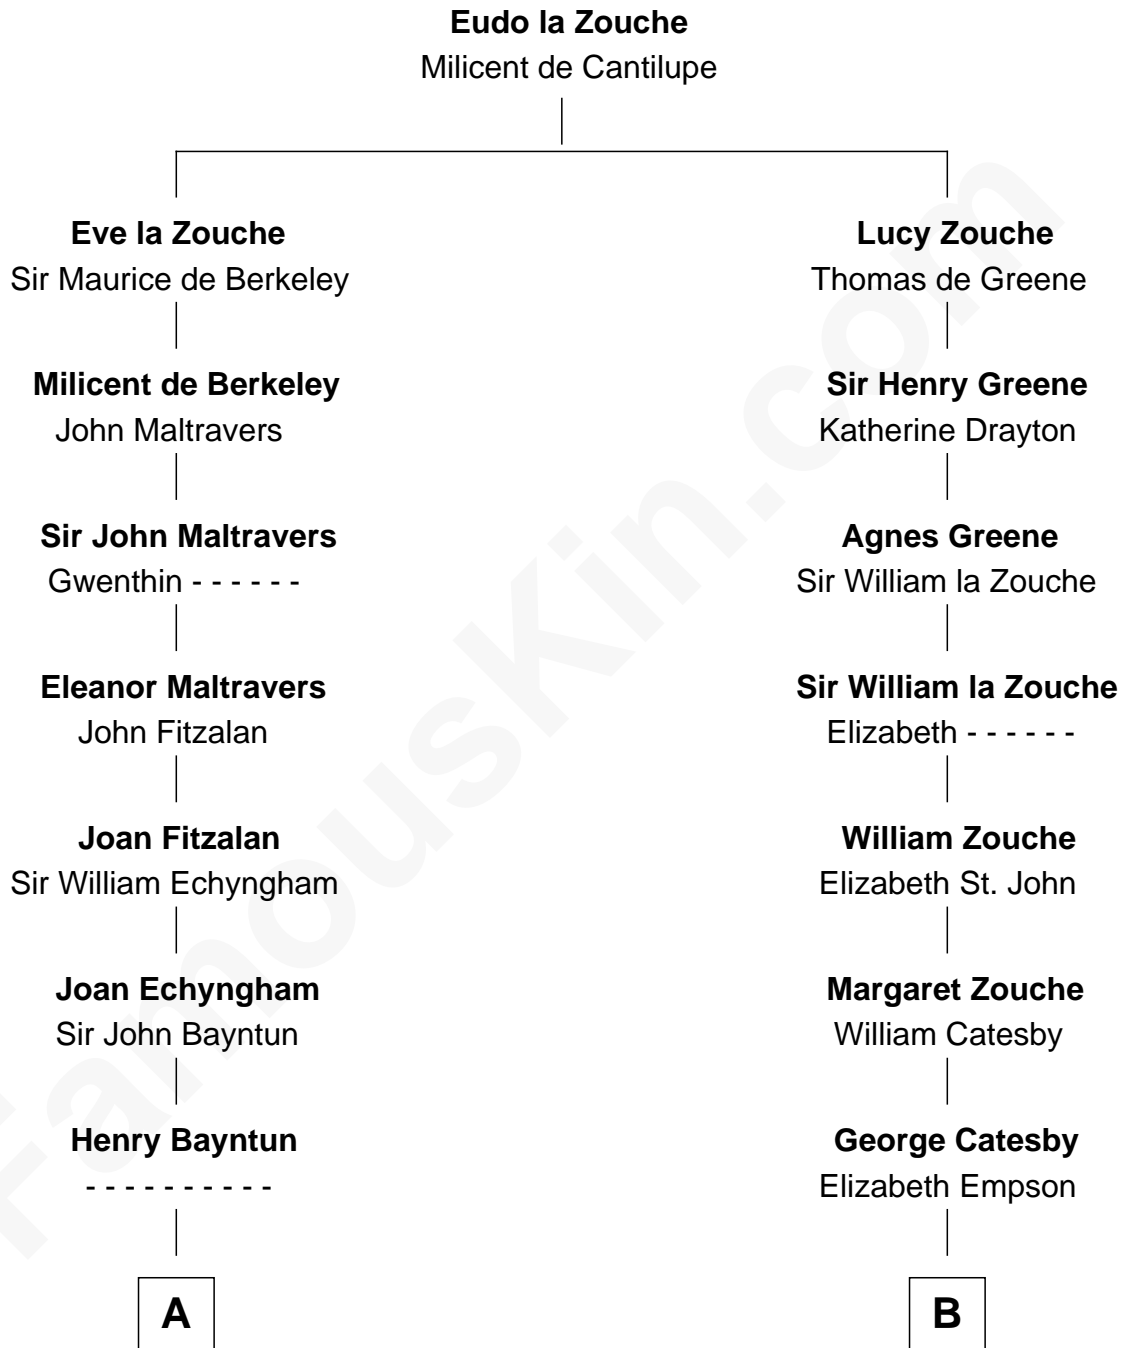 Eudo la Zouche
Milicent de Cantilupe
Eve la Zouche
Sir Maurice de Berkeley
Lucy Zouche
Thomas de Greene
Milicent de Berkeley
John Maltravers
Sir Henry Greene
Katherine Drayton
Sir John Maltravers
Gwenthin - - - - - -
Agnes Greene
Sir William la Zouche
Eleanor Maltravers
John Fitzalan
Sir William la Zouche
Elizabeth - - - - - -
Joan Fitzalan
Sir William Echyngham
William Zouche
Elizabeth St. John
Joan Echyngham
Sir John Bayntun
Margaret Zouche
William Catesby
Henry Bayntun
- - - - - - - - - -
George Catesby
Elizabeth Empson
A
B
FamousKin.com